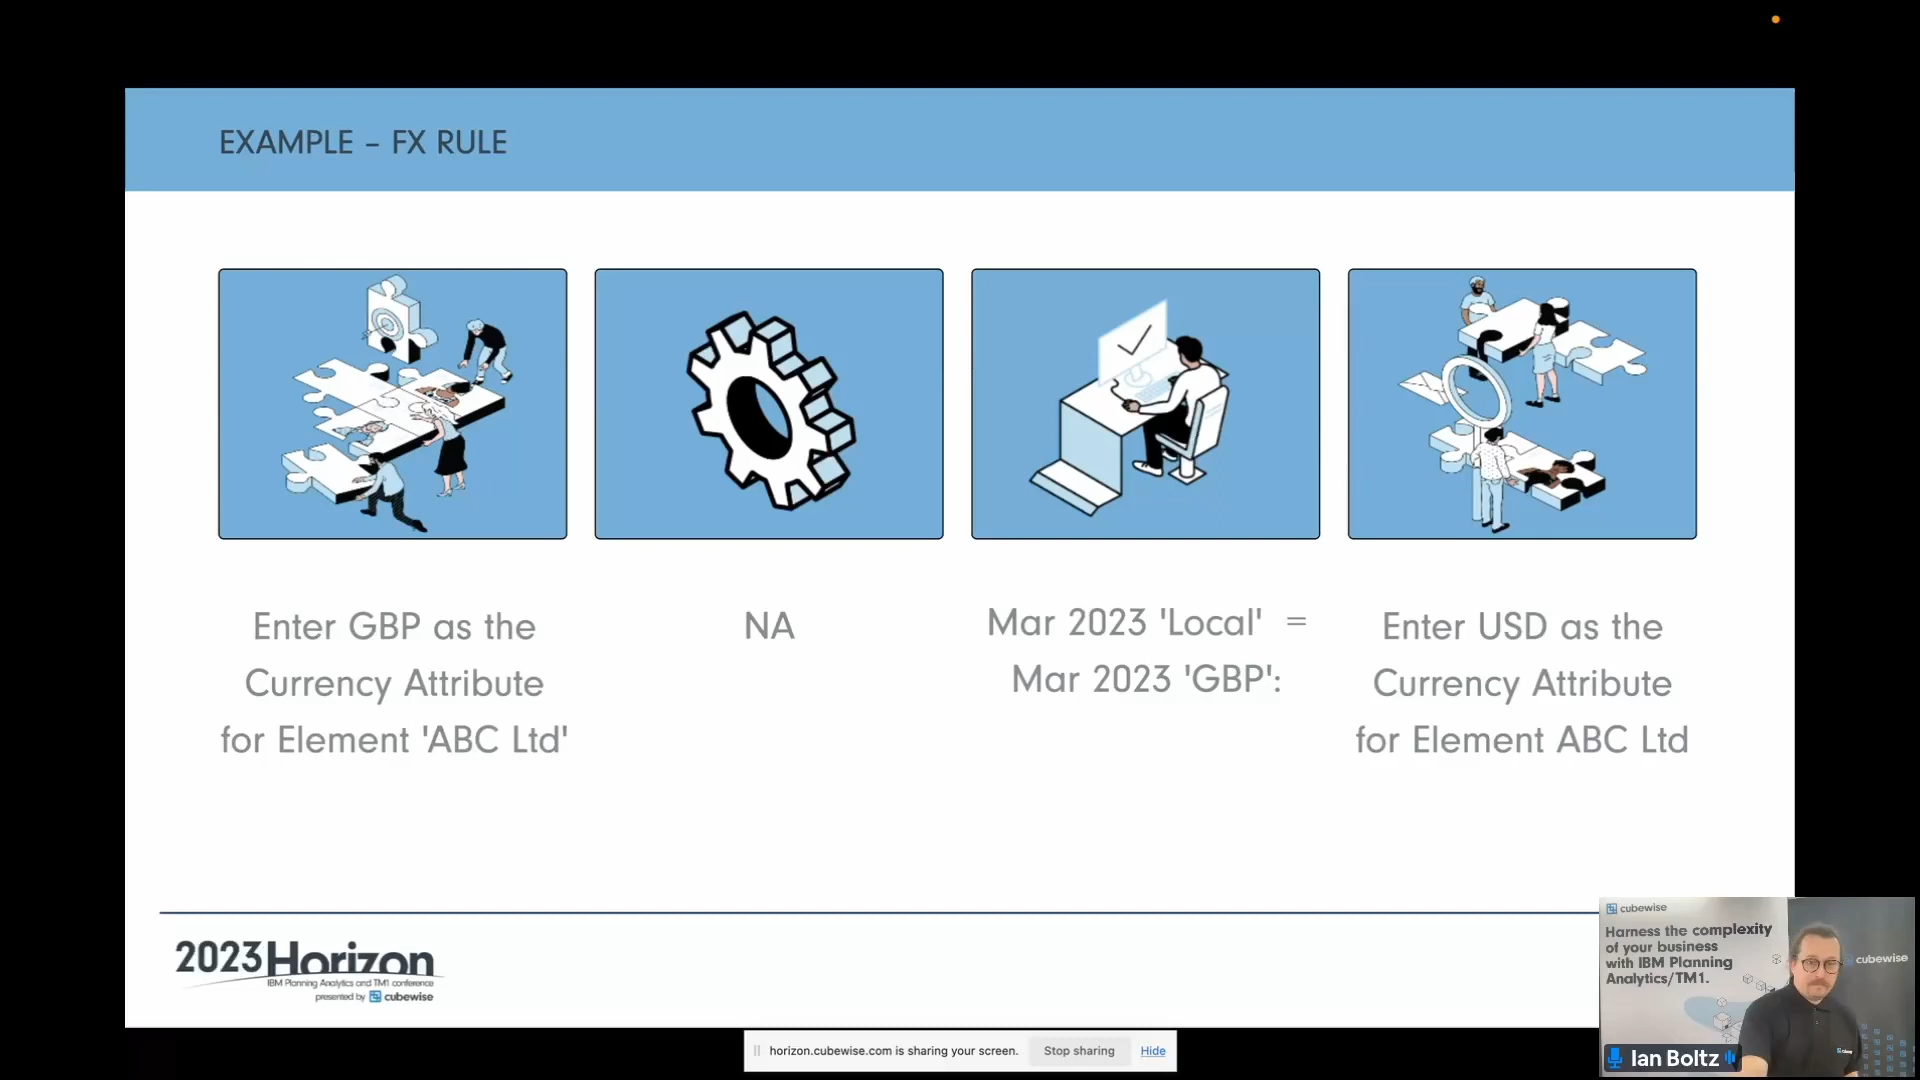 EXAMPLE – FX RULE
Enter GBP as the
Currency Attribute
for Element 'ABC Ltd'
NA
Mar 2023 'Local' =
Mar 2023 'GBP':
Enter USD as the
Currency Attribute
for Element ABC Ltd
2023 Horizon
IBM Planning Analytics and TM1 conference
presented by cubewise
cubewise
Harness the complexity
of your business
with IBM Planning
Analytics/TM1.
cubewise
Ian Boltz
horizon.cubewise.com is sharing your screen.
Stop sharing
Hide